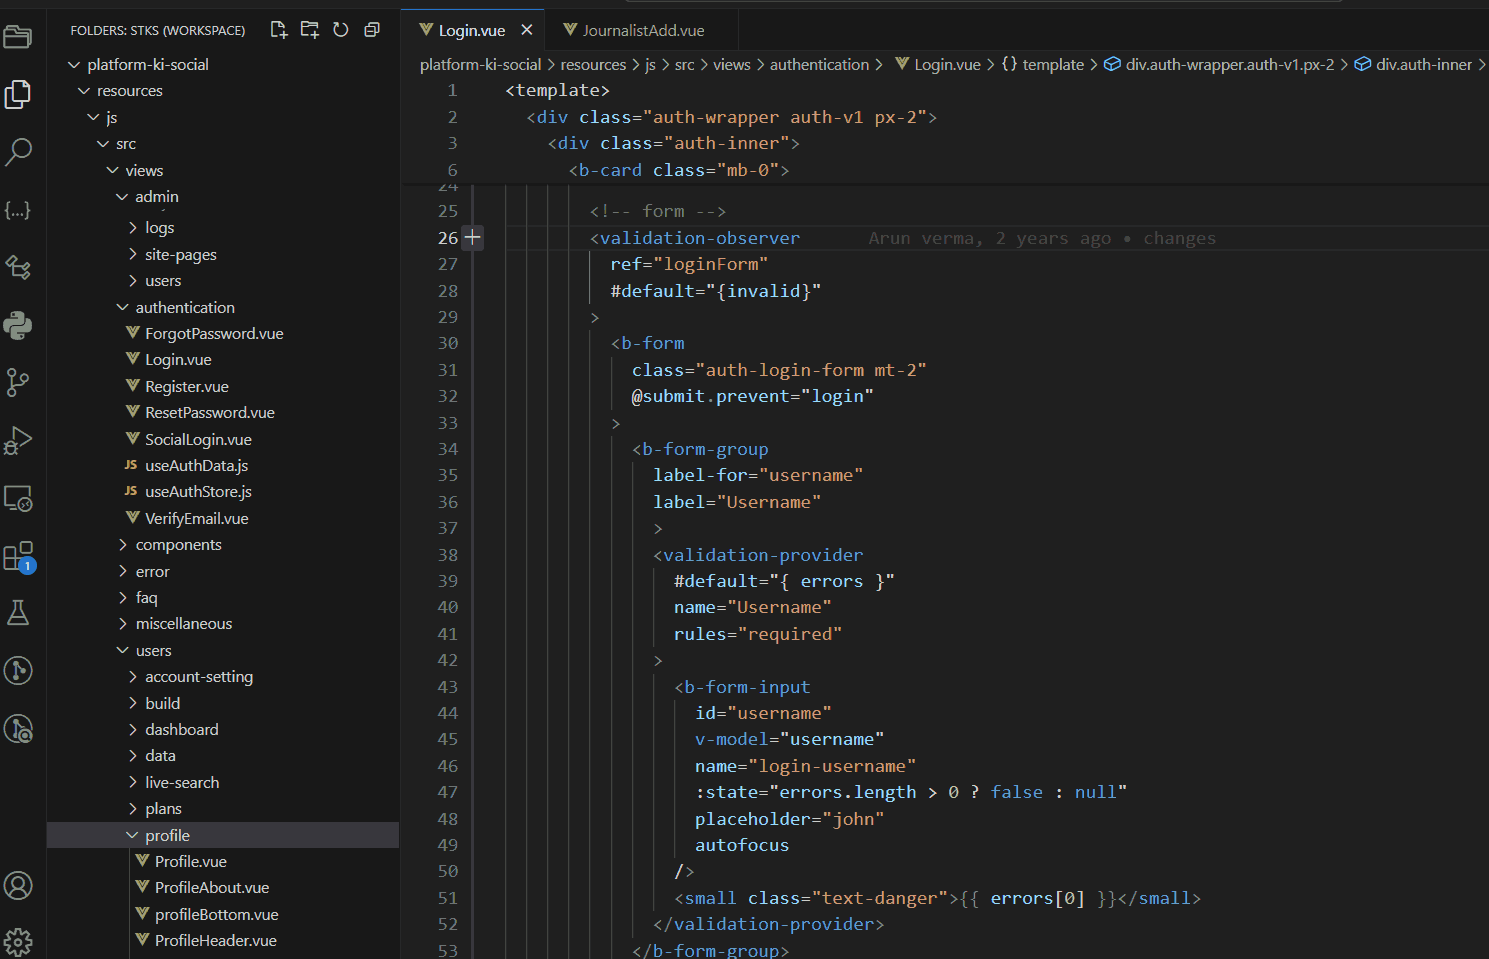 FOLDERS: STKS (WORKSPACE)
platform-ki-social
resources
js
src
views
admin
logs
site-pages
users
authentication
ForgotPassword.vue
Login.vue
Register.vue
ResetPassword.vue
SocialLogin.vue
JS useAuthData.js
JS useAuthStore.js
VerifyEmail.vue
components
error
faq
miscellaneous
users
account-setting
build
dashboard
data
live-search
plans
profile
Profile.vue
ProfileAbout.vue
profileBottom.vue
ProfileHeader.vue
1
Login.vue
JournalistAdd.vue
platform-ki-social > resources > js > src > views > authentication > Login.vue > {} template > div.auth-wrapper.auth-v1.px-2 > div.auth-inner >
1 <template>
2 <div class="auth-wrapper auth-v1 px-2">
3 <div class="auth-inner">
6 <b-card class="mb-0">
24
25 <!-- form -->
26 <validation-observer Arun verma, 2 years ago • changes
27 ref="loginForm"
28 #default="{invalid}"
29 >
30 <b-form
31 class="auth-login-form mt-2"
32 @submit.prevent="login"
33 >
34 <b-form-group
35 label-for="username"
36 label="Username"
37 >
38 <validation-provider
39 #default="{ errors }"
40 name="Username"
41 rules="required"
42 >
43 <b-form-input
44 id="username"
45 v-model="username"
46 name="login-username"
47 :state="errors.length > 0 ? false : null"
48 placeholder="john"
49 autofocus
50 />
51 <small class="text-danger">{{ errors[0] }}</small>
52 </validation-provider>
53 </b-form-group>